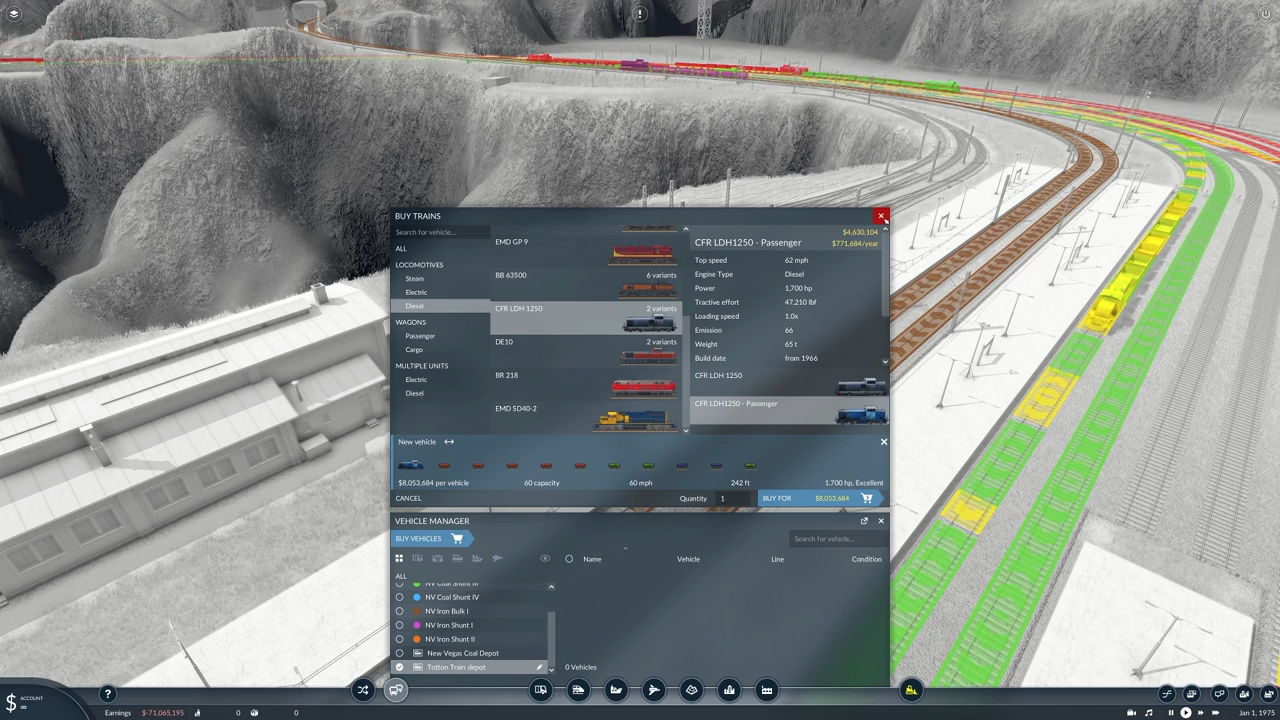 BUY TRAINS
Search for vehicle...
ALL
LOCOMOTIVES
Steam
Electric
Diesel
WAGONS
Passenger
Cargo
MULTIPLE UNITS
Electric
Diesel
EMD GP 9
BB 63500 6 variants
CFR LDH 1250 2 variants
DE10 2 variants
BR 218
EMD SD40-2
$4,630,104
CFR LDH1250 - Passenger $771,684/year
Top speed 62 mph
Engine Type Diesel
Power 1,700 hp
Tractive effort 47,210 lbf
Loading speed 1.0x
Emission 66
Weight 65 t
Build date from 1966
CFR LDH 1250
CFR LDH1250 - Passenger
New vehicle
$8,053,684 per vehicle 60 capacity 60 mph 242 ft 1,700 hp, Excellent
CANCEL Quantity 1 BUY FOR $8,053,684
VEHICLE MANAGER
BUY VEHICLES Search for vehicle...
Name Vehicle Line Condition
ALL
NV Coal Shunt III
NV Coal Shunt IV
NV Iron Bulk I
NV Iron Shunt I
NV Iron Shunt II
New Vegas Coal Depot
Totton Train depot 0 Vehicles
$ ACCOUNT
∞
?
Earnings $-71,065,195 0 0 Jan 1, 1975